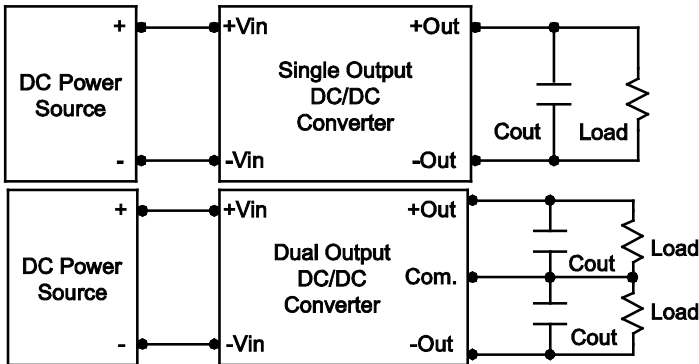 + +Vin +Out
DC Power
Source
Single Output
DC/DC
Converter
Cout Load
- -Vin -Out
+ +Vin +Out
DC Power
Source
Dual Output
DC/DC
Converter
Com.
Cout Load
Cout Load
- -Vin -Out